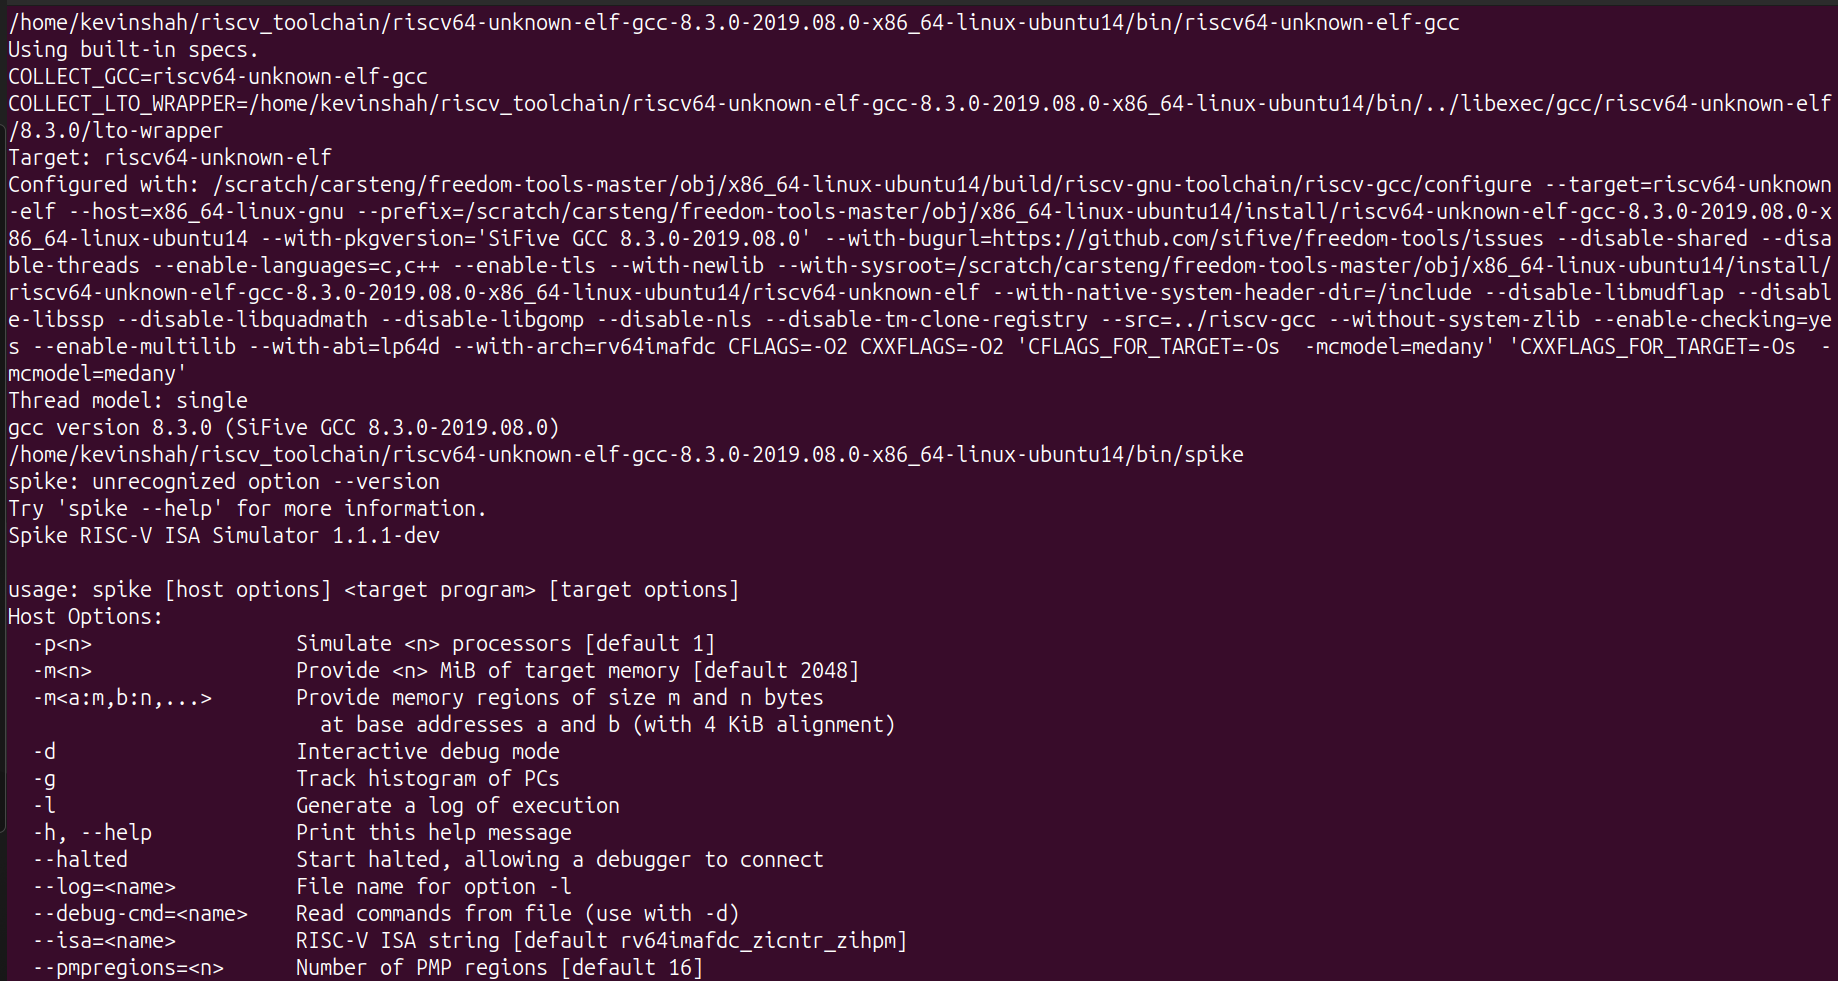 /home/kevinshah/riscv_toolchain/riscv64-unknown-elf-gcc-8.3.0-2019.08.0-x86_64-linux-ubuntu14/bin/riscv64-unknown-elf-gcc
Using built-in specs.
COLLECT_GCC=riscv64-unknown-elf-gcc
COLLECT_LTO_WRAPPER=/home/kevinshah/riscv_toolchain/riscv64-unknown-elf-gcc-8.3.0-2019.08.0-x86_64-linux-ubuntu14/bin/../libexec/gcc/riscv64-unknown-elf
/8.3.0/lto-wrapper
Target: riscv64-unknown-elf
Configured with: /scratch/carsteng/freedom-tools-master/obj/x86_64-linux-ubuntu14/build/riscv-gnu-toolchain/riscv-gcc/configure --target=riscv64-unknown
-elf --host=x86_64-linux-gnu --prefix=/scratch/carsteng/freedom-tools-master/obj/x86_64-linux-ubuntu14/install/riscv64-unknown-elf-gcc-8.3.0-2019.08.0-x
86_64-linux-ubuntu14 --with-pkgversion='SiFive GCC 8.3.0-2019.08.0' --with-bugurl=https://github.com/sifive/freedom-tools/issues --disable-shared --disa
ble-threads --enable-languages=c,c++ --enable-tls --with-newlib --with-sysroot=/scratch/carsteng/freedom-tools-master/obj/x86_64-linux-ubuntu14/install/
riscv64-unknown-elf-gcc-8.3.0-2019.08.0-x86_64-linux-ubuntu14/riscv64-unknown-elf --with-native-system-header-dir=/include --disable-libmudflap --disabl
e-libssp --disable-libquadmath --disable-libgomp --disable-nls --disable-tm-clone-registry --src=../riscv-gcc --without-system-zlib --enable-checking=ye
s --enable-multilib --with-abi=lp64d --with-arch=rv64imafdc CFLAGS=-O2 CXXFLAGS=-O2 'CFLAGS_FOR_TARGET=-Os  -mcmodel=medany' 'CXXFLAGS_FOR_TARGET=-Os  -
mcmodel=medany'
Thread model: single
gcc version 8.3.0 (SiFive GCC 8.3.0-2019.08.0)
/home/kevinshah/riscv_toolchain/riscv64-unknown-elf-gcc-8.3.0-2019.08.0-x86_64-linux-ubuntu14/bin/spike
spike: unrecognized option --version
Try 'spike --help' for more information.
Spike RISC-V ISA Simulator 1.1.1-dev

usage: spike [host options] <target program> [target options]
Host Options:
  -p<n>                 Simulate <n> processors [default 1]
  -m<n>                 Provide <n> MiB of target memory [default 2048]
  -m<a:m,b:n,...>       Provide memory regions of size m and n bytes
                          at base addresses a and b (with 4 KiB alignment)
  -d                    Interactive debug mode
  -g                    Track histogram of PCs
  -l                    Generate a log of execution
  -h, --help            Print this help message
  --halted              Start halted, allowing a debugger to connect
  --log=<name>          File name for option -l
  --debug-cmd=<name>    Read commands from file (use with -d)
  --isa=<name>          RISC-V ISA string [default rv64imafdc_zicntr_zihpm]
  --pmpregions=<n>      Number of PMP regions [default 16]